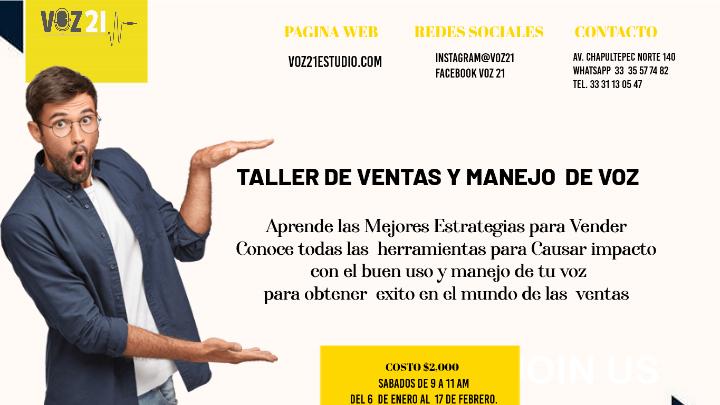 VOZ 21
PAGINA WEB
REDES SOCIALES
CONTACTO
VOZ21ESTUDIO.COM
INSTAGRAM@VOZ21
FACEBOOK VOZ 21
AV. CHAPULTEPEC NORTE 140
WHATSAPP 33 35 57 74 82
TEL. 33 31 13 05 47
TALLER DE VENTAS Y MANEJO DE VOZ
Aprende las Mejores Estrategias para Vender
Conoce todas las herramientas para Causar impacto
con el buen uso y manejo de tu voz
para obtener exito en el mundo de las ventas
COSTO $2,000
SABADOS DE 9 A 11 AM
DEL 6 DE ENERO AL 17 DE FEBRERO.
OIN US